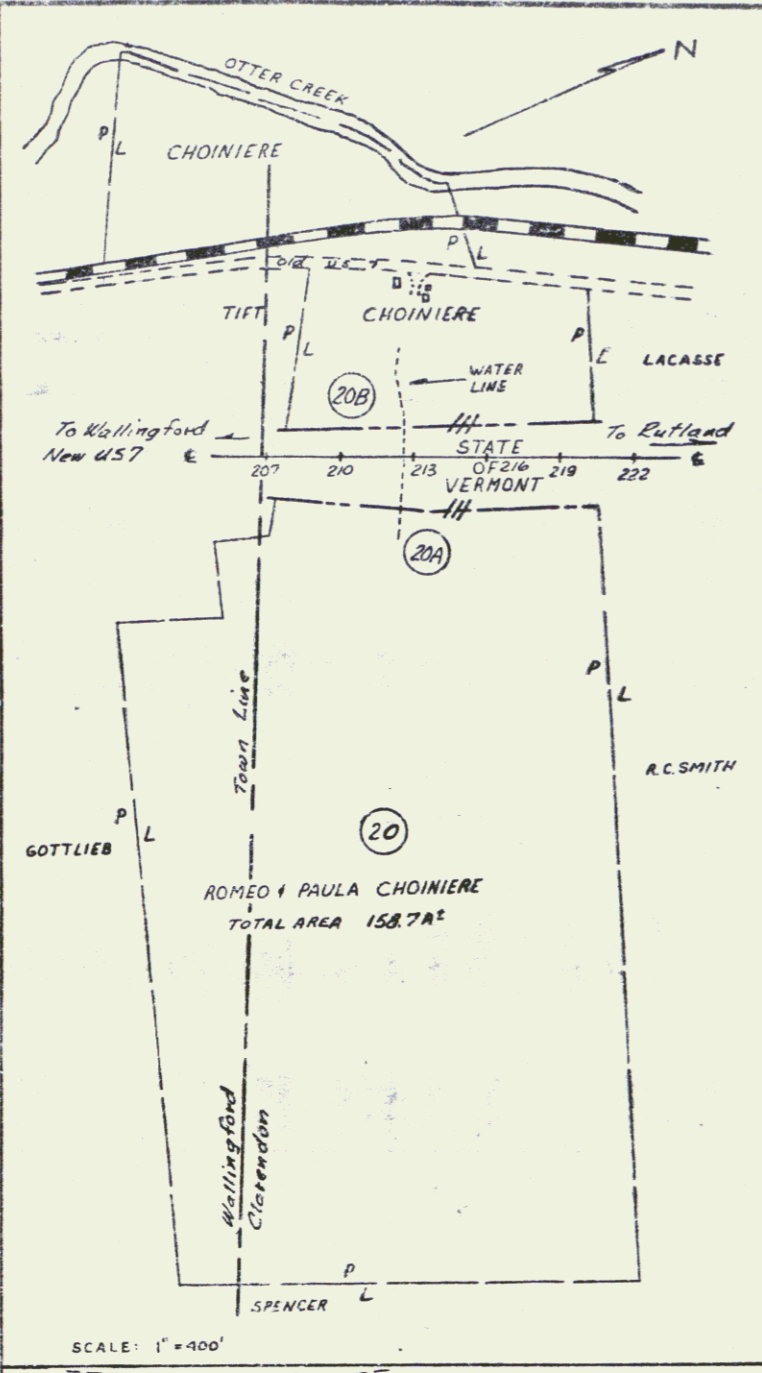 OTTER CREEK
N
P L
CHOINIERE
P L
Old US 7
TIFT
CHOINIERE
P L
P L
LACASSE
WATER
LINE
20B
To Wallingford
New US7
To Rutland
STATE
OF
VERMONT
207 210 213 216 219 222
20A
Town Line
P L
R.C. SMITH
P L
GOTTLIEB
20
ROMEO & PAULA CHOINIERE
TOTAL AREA 158.7A±
Wallingford
Clarendon
P L
SPENCER
SCALE: 1" = 400'